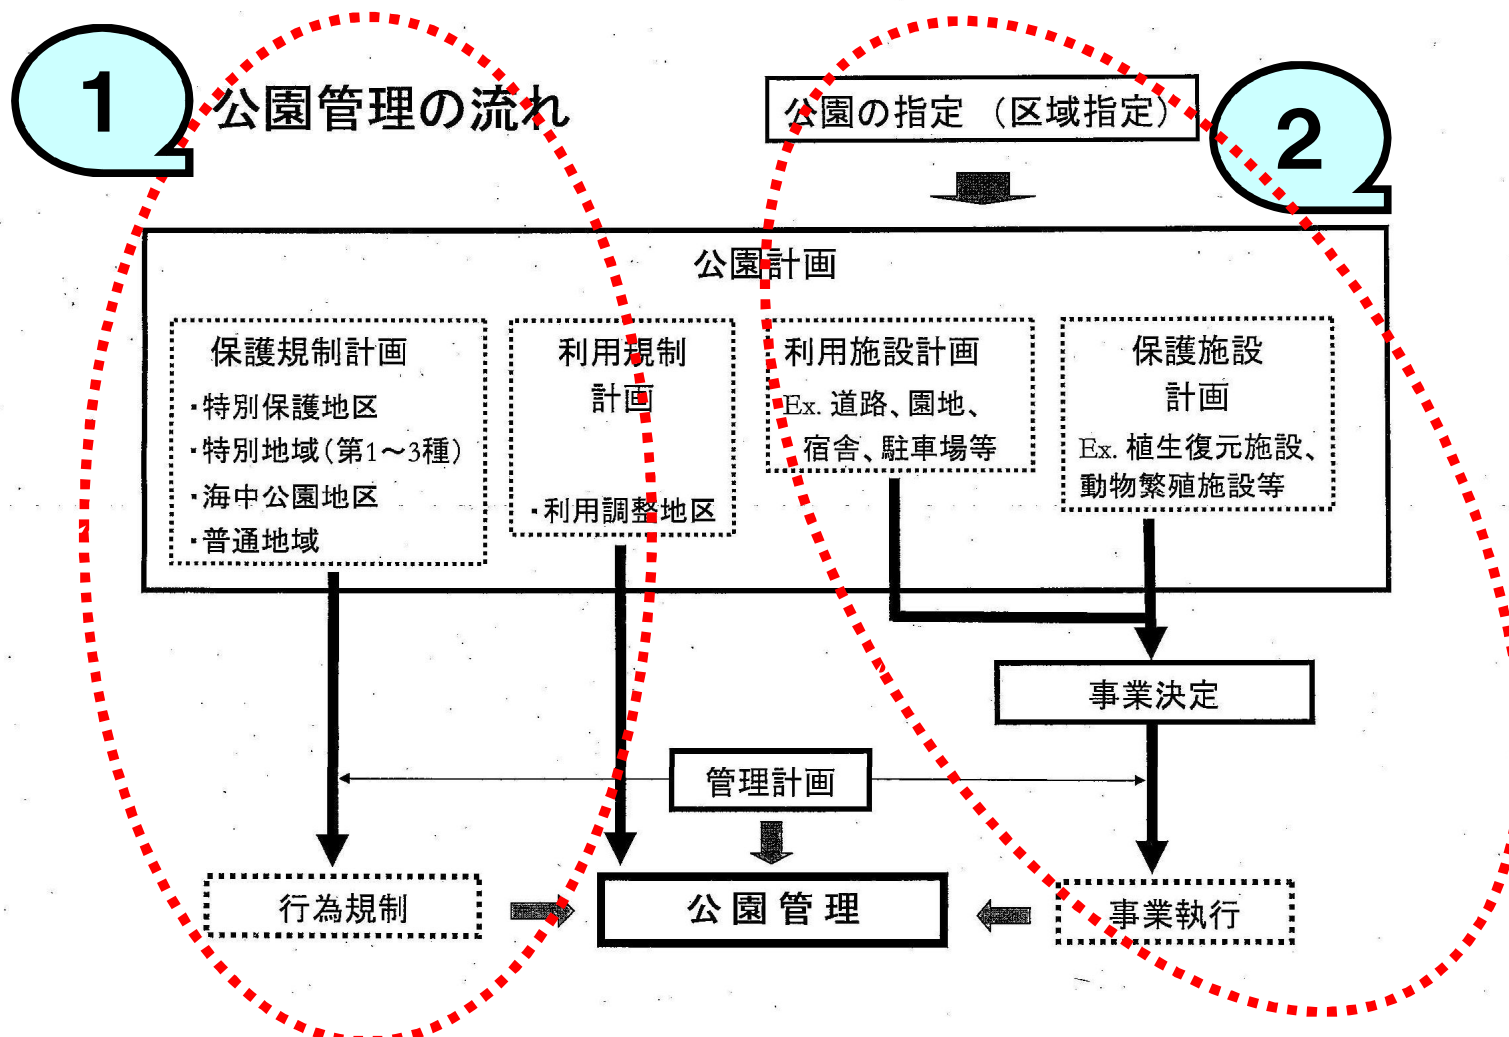 1
公園管理の流れ
公園の指定（区域指定）
2
公園計画
保護規制計画
・特別保護地区
・特別地域（第1～3種）
・海中公園地区
・普通地域
利用規制
計画
・利用調整地区
利用施設計画
Ex. 道路、園地、
宿舎、駐車場等
保護施設
計画
Ex. 植生復元施設、
動物繁殖施設等
事業決定
管理計画
行為規制
公園管理
事業執行